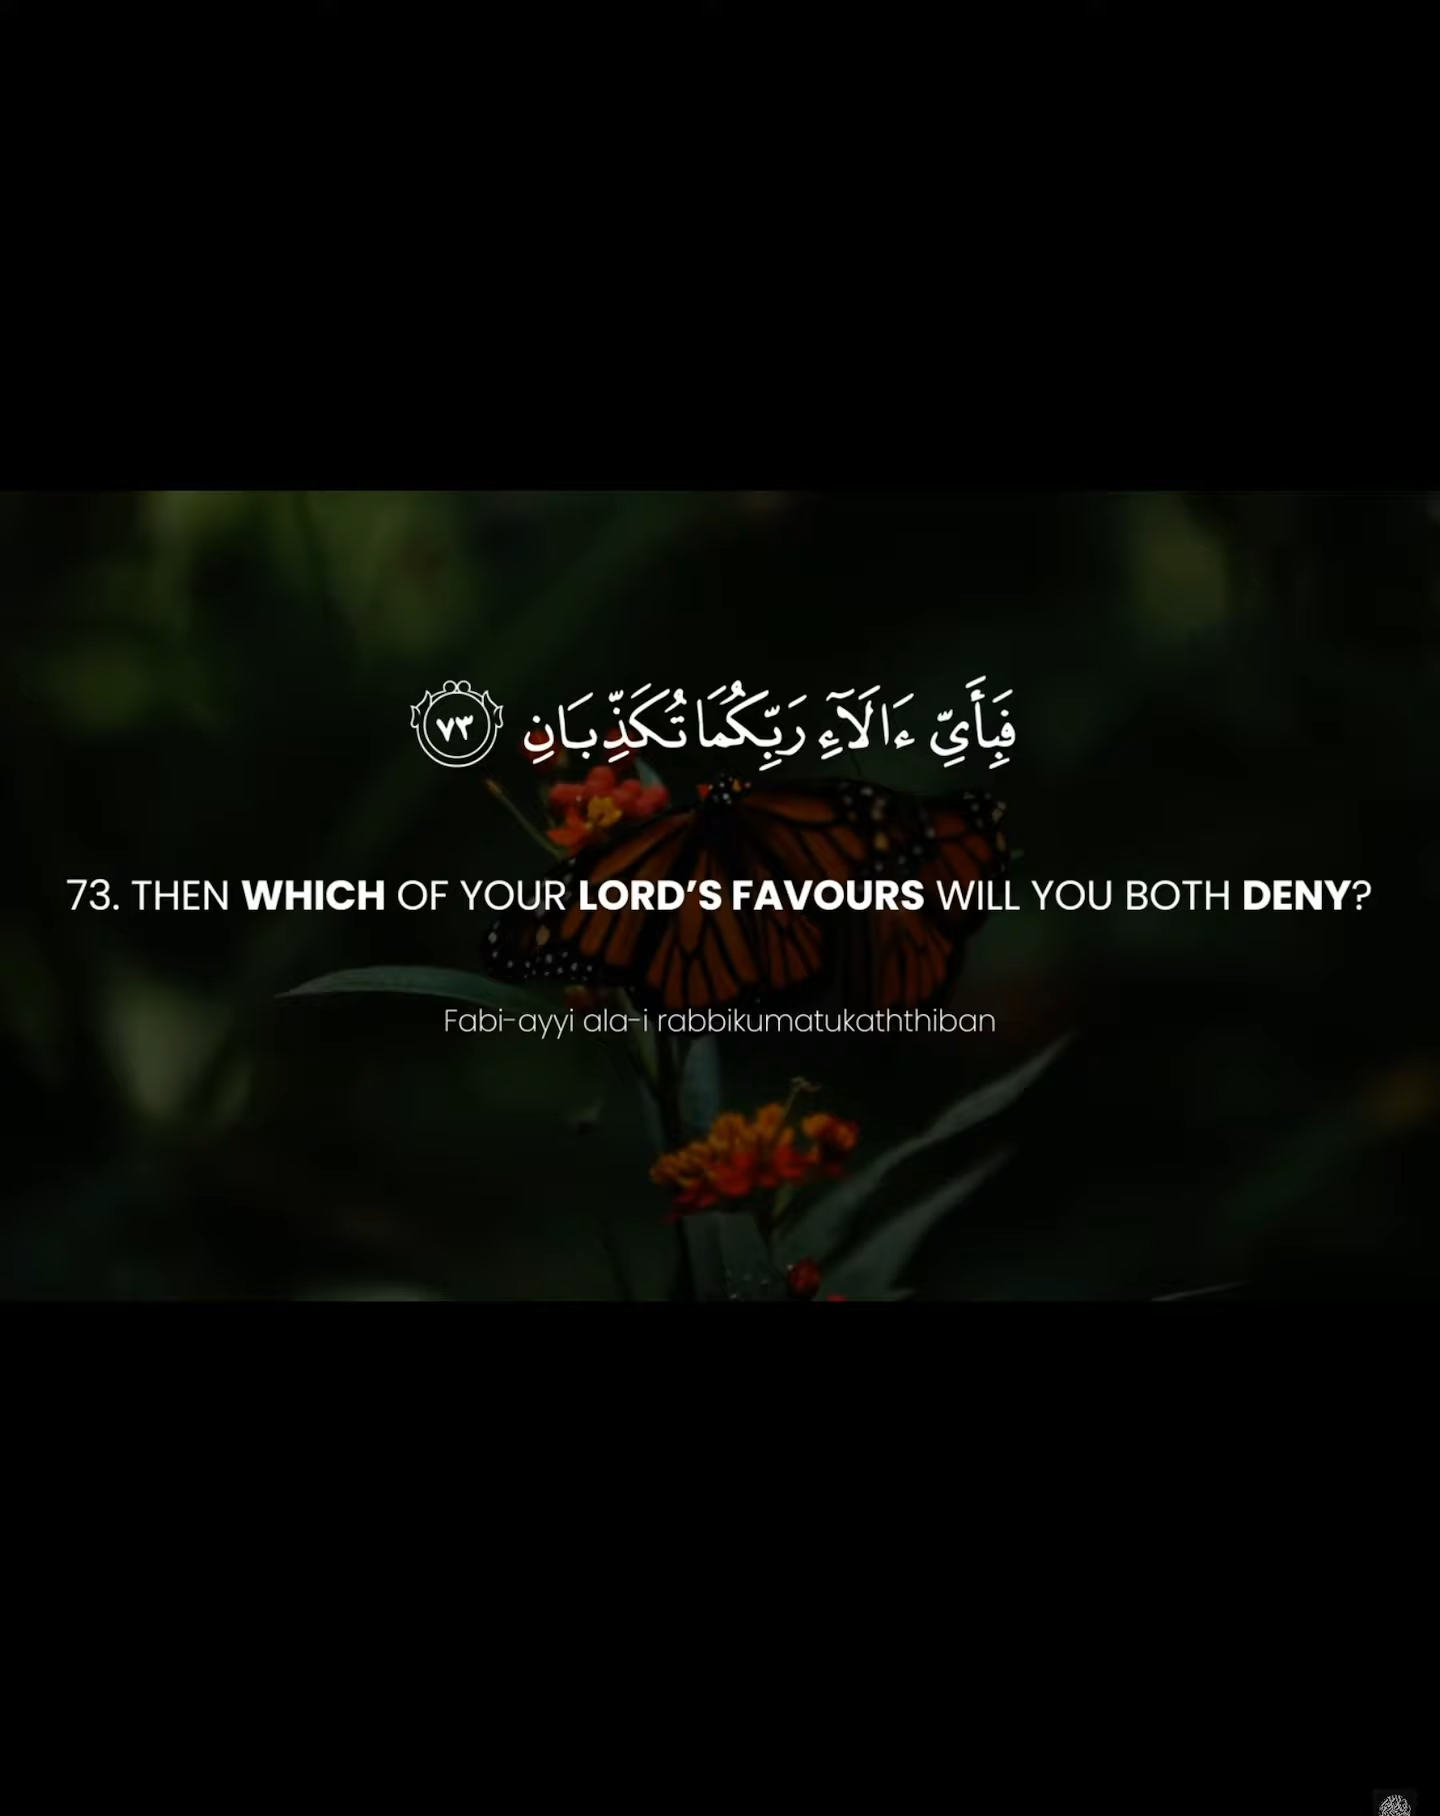 فَبِأَيِّ ءَالَآءِ رَبِّكُمَا تُكَذِّبَانِ ٧٣
73. THEN WHICH OF YOUR LORD’S FAVOURS WILL YOU BOTH DENY?
Fabi-ayyi ala-i rabbikumatukaththiban